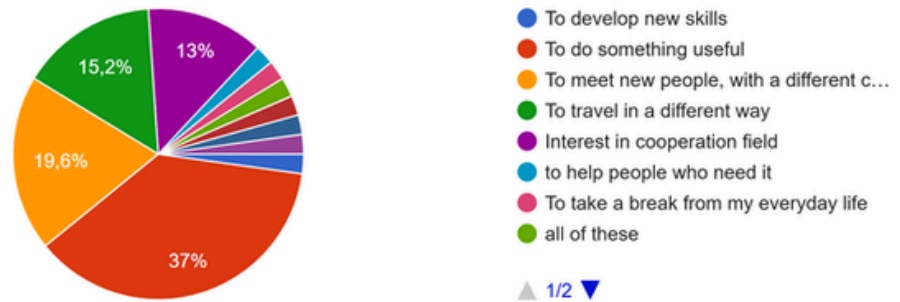 13%
15,2%
19,6%
37%
To develop new skills
To do something useful
To meet new people, with a different c...
To travel in a different way
Interest in cooperation field
to help people who need it
To take a break from my everyday life
all of these
1/2